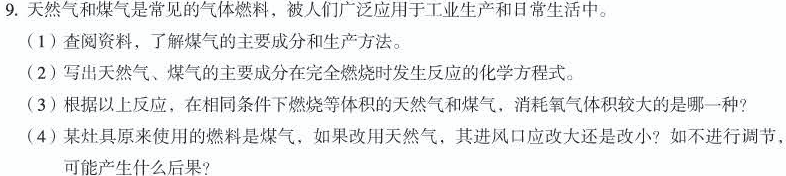 9. 天然气和煤气是常见的气体燃料，被人们广泛应用于工业生产和日常生活中。
（1）查阅资料，了解煤气的主要成分和生产方法。
（2）写出天然气、煤气的主要成分在完全燃烧时发生反应的化学方程式。
（3）根据以上反应，在相同条件下燃烧等体积的天然气和煤气，消耗氧气体积较大的是哪一种？
（4）某灶具原来使用的燃料是煤气，如果改用天然气，其进风口应改大还是改小？如不进行调节，
可能产生什么后果？